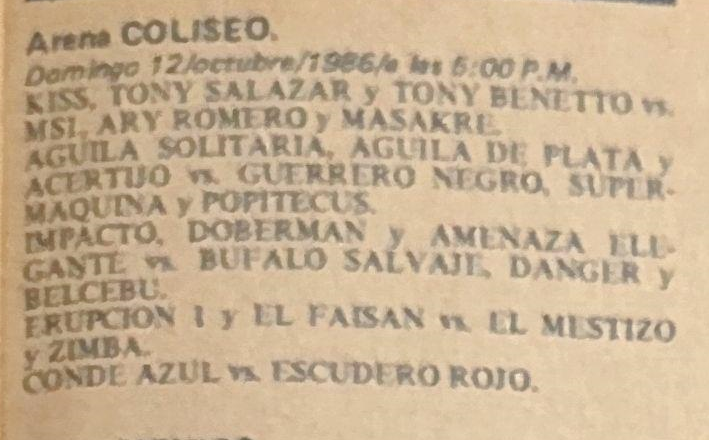 Arena COLISEO.
Domingo 12/octubre/1986/a las 5:00 P.M.
KISS, TONY SALAZAR y TONY BENETTO vs.
MS1, ARY ROMERO y MASAKRE.
AGUILA SOLITARIA, AGUILA DE PLATA y
ACERTIJO vs. GUERRERO NEGRO, SUPER-
MAQUINA y POPITECUS.
IMPACTO, DOBERMAN y AMENAZA ELE-
GANTE vs. BUFALO SALVAJE, DANGER y
BELCEBU.
ERUPCION I y EL FAISAN vs. EL MESTIZO
y ZIMBA.
CONDE AZUL vs. ESCUDERO ROJO.